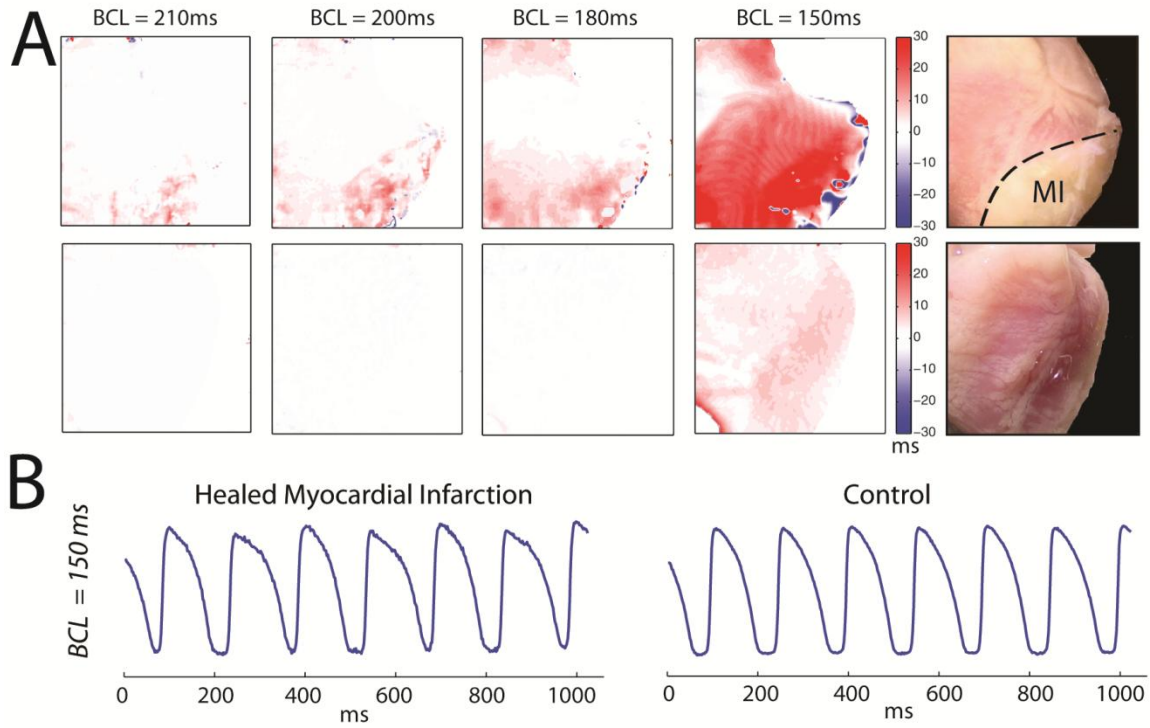 A
BCL = 210ms
BCL = 200ms
BCL = 180ms
BCL = 150ms
30
20
10
0
-10
-20
-30
MI
30
20
10
0
-10
-20
-30
ms
B
Healed Myocardial Infarction
Control
BCL = 150 ms
0 200 400 600 800 1000
ms
0 200 400 600 800 1000
ms